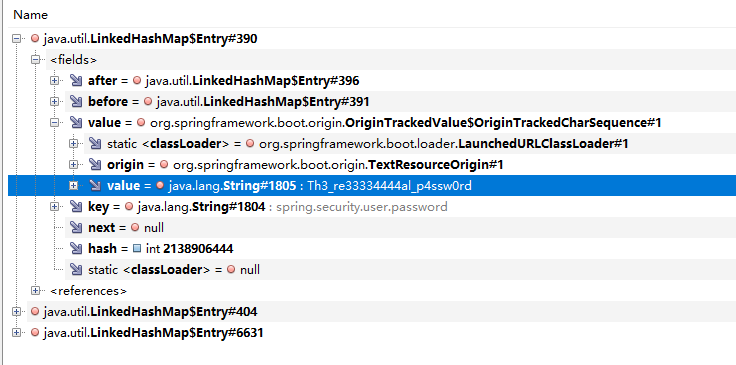 Name
java.util.LinkedHashMap$Entry#390
<fields>
after = java.util.LinkedHashMap$Entry#396
before = java.util.LinkedHashMap$Entry#391
value = org.springframework.boot.origin.OriginTrackedValue$OriginTrackedCharSequence#1
static <classLoader> = org.springframework.boot.loader.LaunchedURLClassLoader#1
origin = org.springframework.boot.origin.TextResourceOrigin#1
value = java.lang.String#1805 : Th3_re33334444al_p4ssw0rd
key = java.lang.String#1804 : spring.security.user.password
next = null
hash = int 2138906444
static <classLoader> = null
<references>
java.util.LinkedHashMap$Entry#404
java.util.LinkedHashMap$Entry#6631